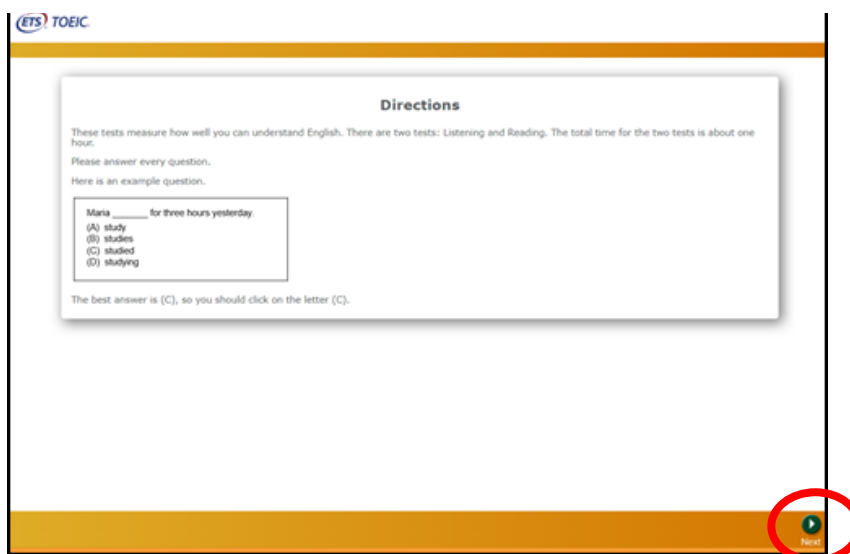 ETS TOEIC.
Directions
These tests measure how well you can understand English. There are two tests: Listening and Reading. The total time for the two tests is about one
hour.
Please answer every question.
Here is an example question.
Maria _______ for three hours yesterday.
(A) study
(B) studies
(C) studied
(D) studying
The best answer is (C), so you should click on the letter (C).
Next